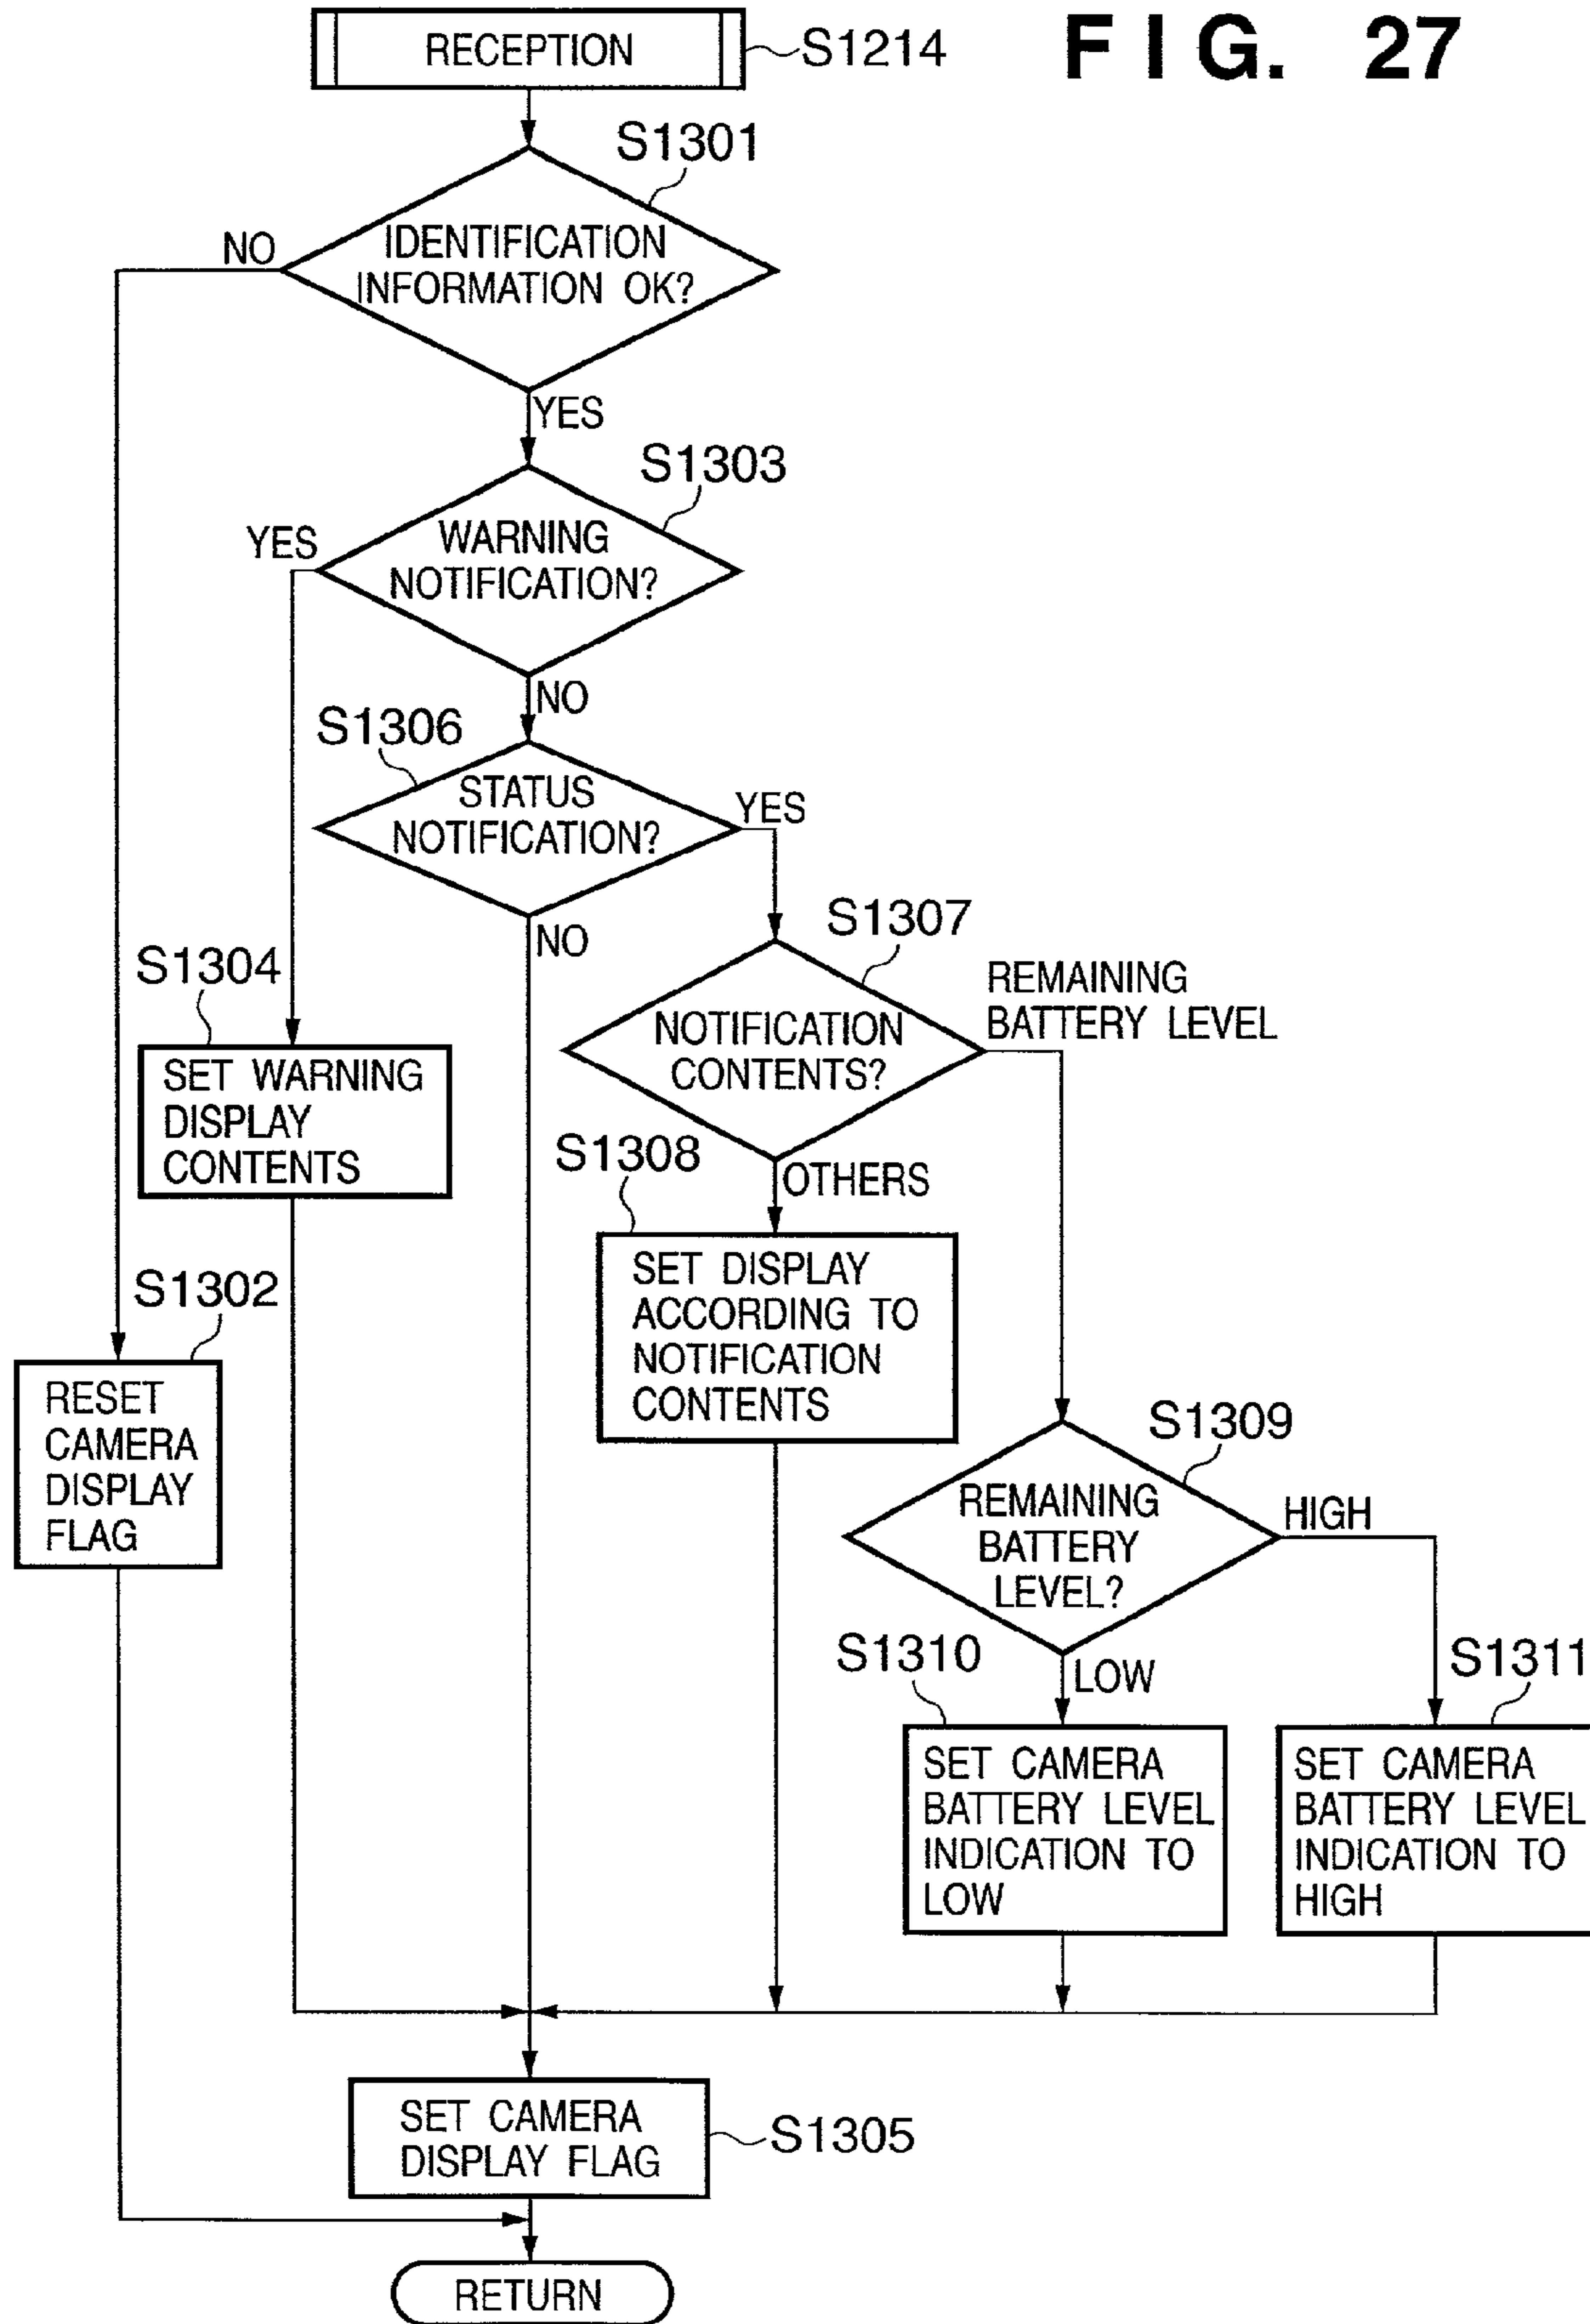 FIG. 27
RECEPTION
S1214
S1301
IDENTIFICATION
INFORMATION OK?
NO
YES
S1303
WARNING
NOTIFICATION?
YES
NO
S1306
STATUS
NOTIFICATION?
YES
NO
S1307
NOTIFICATION
CONTENTS?
REMAINING
BATTERY LEVEL
S1304
SET WARNING
DISPLAY
CONTENTS
S1308
OTHERS
SET DISPLAY
ACCORDING TO
NOTIFICATION
CONTENTS
S1302
RESET
CAMERA
DISPLAY
FLAG
S1309
REMAINING
BATTERY
LEVEL?
HIGH
LOW
S1310
SET CAMERA
BATTERY LEVEL
INDICATION TO
LOW
S1311
SET CAMERA
BATTERY LEVEL
INDICATION TO
HIGH
SET CAMERA
DISPLAY FLAG
S1305
RETURN